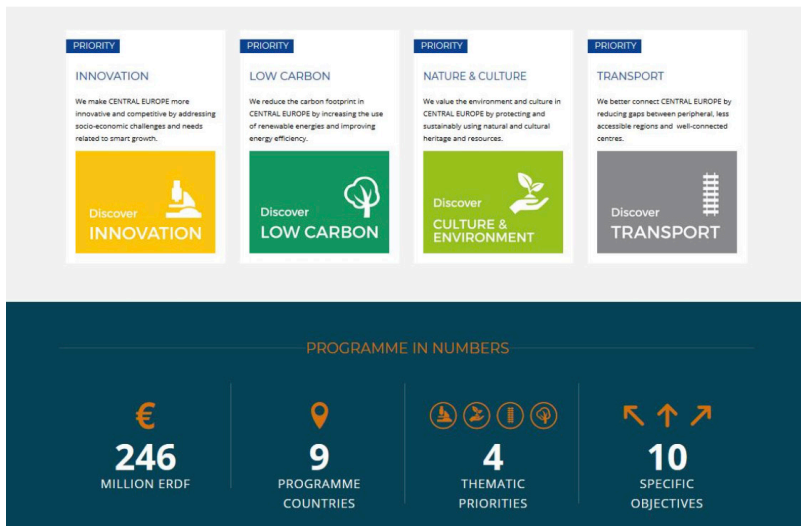 PRIORITY
INNOVATION
We make CENTRAL EUROPE more
innovative and competitive by addressing
socio-economic challenges and needs
related to smart growth.
Discover
INNOVATION
PRIORITY
LOW CARBON
We reduce the carbon footprint in
CENTRAL EUROPE by increasing the use
of renewable energies and improving
energy efficiency.
Discover
LOW CARBON
PRIORITY
NATURE & CULTURE
We value the environment and culture in
CENTRAL EUROPE by protecting and
sustainably using natural and cultural
heritage and resources.
Discover
CULTURE &
ENVIRONMENT
PRIORITY
TRANSPORT
We better connect CENTRAL EUROPE by
reducing gaps between peripheral, less
accessible regions and well-connected
centres.
Discover
TRANSPORT
PROGRAMME IN NUMBERS
€
246
MILLION ERDF
9
PROGRAMME
COUNTRIES
4
THEMATIC
PRIORITIES
10
SPECIFIC
OBJECTIVES